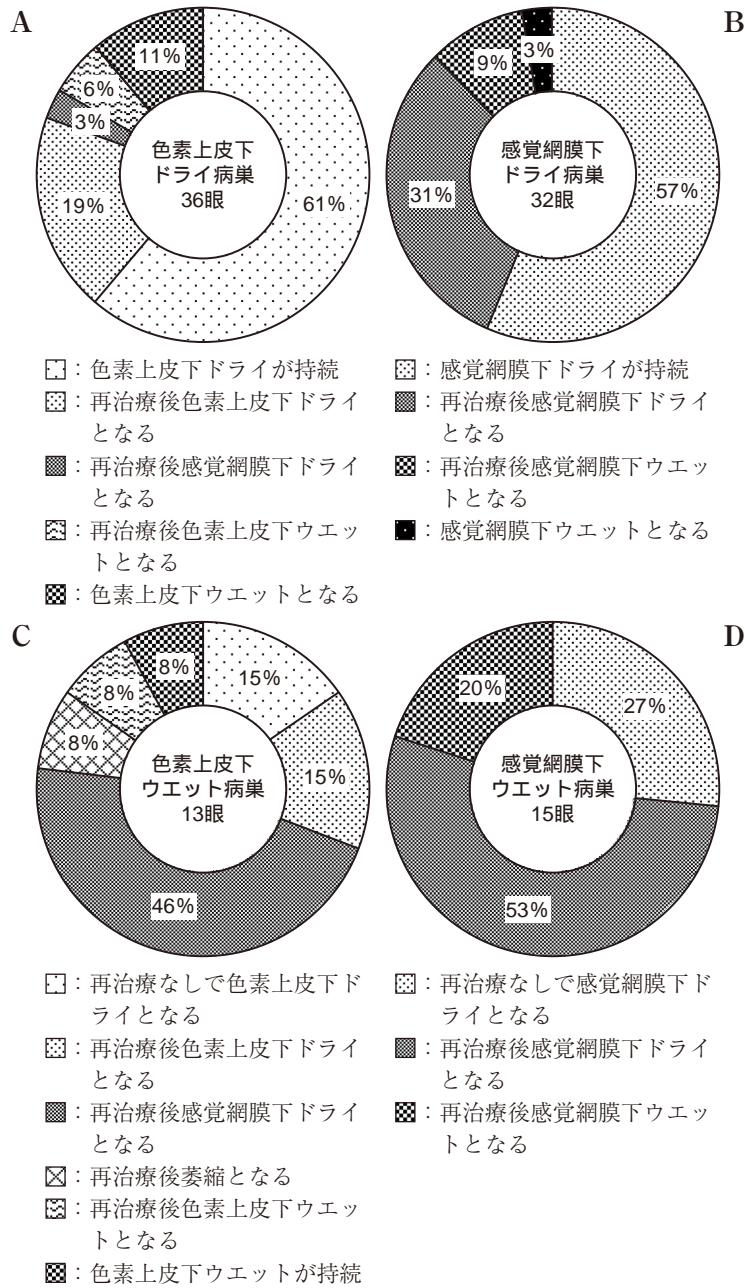 A
11%
6%
3%
19%
61%
色素上皮下
ドライ病巣
36眼
：色素上皮下ドライが持続
：再治療後色素上皮下ドライ
となる
：再治療後感覚網膜下ドライ
となる
：再治療後色素上皮下ウエッ
トとなる
：色素上皮下ウエットとなる
B
3%
9%
31%
57%
感覚網膜下
ドライ病巣
32眼
：感覚網膜下ドライが持続
：再治療後感覚網膜下ドライ
となる
：再治療後感覚網膜下ウエッ
トとなる
：感覚網膜下ウエットとなる
C
8%
15%
8%
8%
15%
46%
色素上皮下
ウエット病巣
13眼
：再治療なしで色素上皮下ド
ライとなる
：再治療後色素上皮下ドライ
となる
：再治療後感覚網膜下ドライ
となる
：再治療後萎縮となる
：再治療後色素上皮下ウエッ
トとなる
：色素上皮下ウエットが持続
D
20%
27%
53%
感覚網膜下
ウエット病巣
15眼
：再治療なしで感覚網膜下ド
ライとなる
：再治療後感覚網膜下ドライ
となる
：再治療後感覚網膜下ウエッ
トとなる